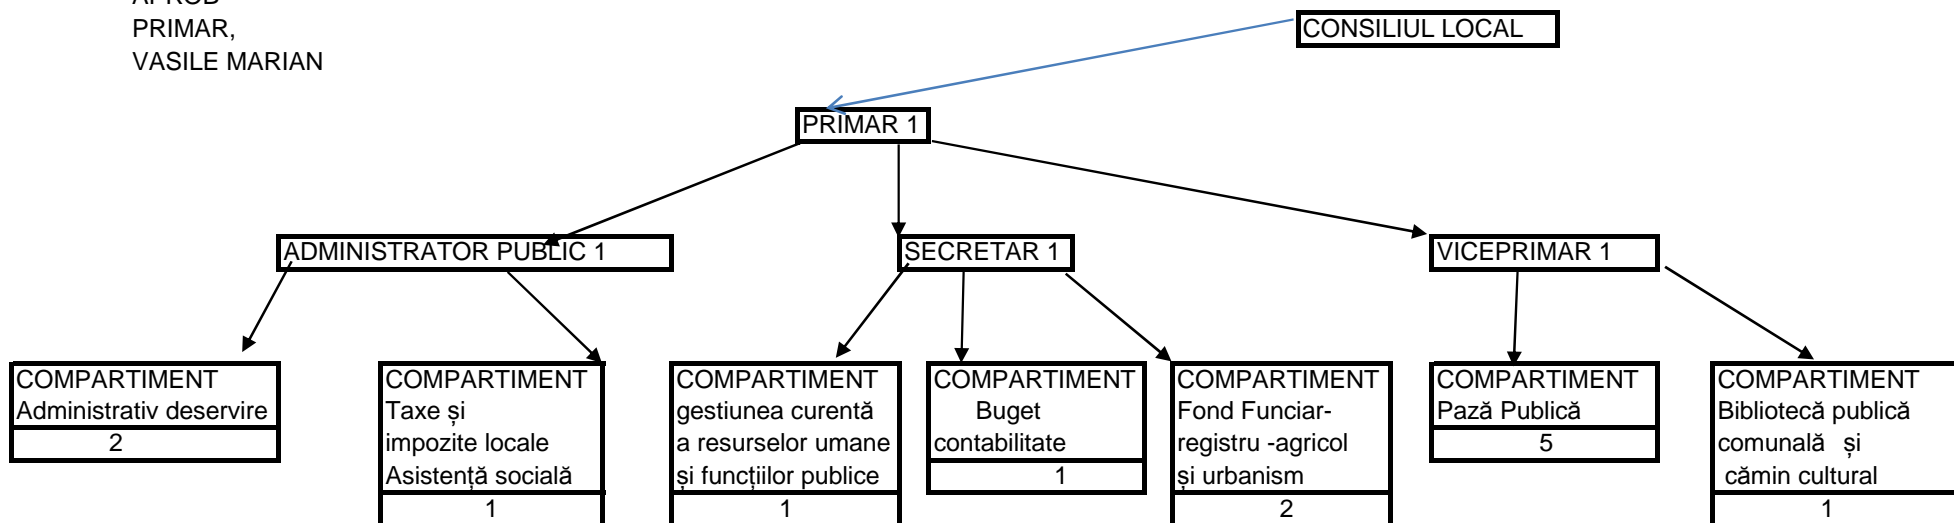 APROB
PRIMAR,
VASILE MARIAN
CONSILIUL LOCAL
PRIMAR 1
ADMINISTRATOR PUBLIC 1
SECRETAR 1
VICEPRIMAR 1
COMPARTIMENT
Administrativ deservire
2
COMPARTIMENT
Taxe și
impozite locale
Asistență socială
1
COMPARTIMENT
gestiunea curentă
a resurselor umane
și funcțiilor publice
1
COMPARTIMENT
Buget
contabilitate
1
COMPARTIMENT
Fond Funciar-
registru -agricol
și urbanism
2
COMPARTIMENT
Pază Publică
5
COMPARTIMENT
Bibliotecă publică
comunală și
cămin cultural
1